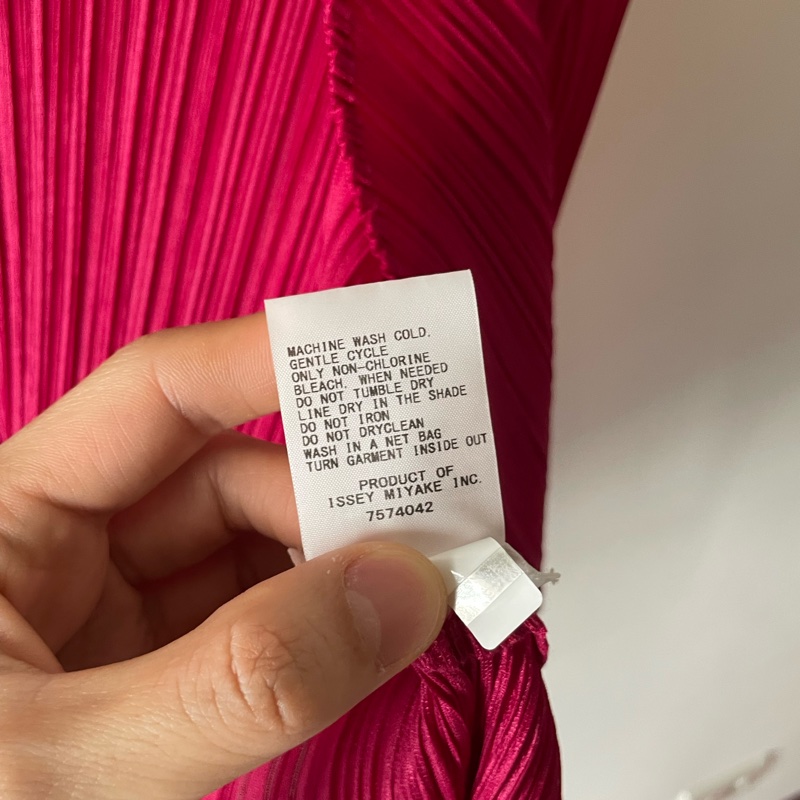 MACHINE WASH COLD.
GENTLE CYCLE
ONLY NON-CHLORINE
BLEACH. WHEN NEEDED
DO NOT TUMBLE DRY
LINE DRY IN THE SHADE
DO NOT IRON
DO NOT DRYCLEAN
WASH IN A NET BAG
TURN GARMENT INSIDE OUT
PRODUCT OF
ISSEY MIYAKE INC.
7574042